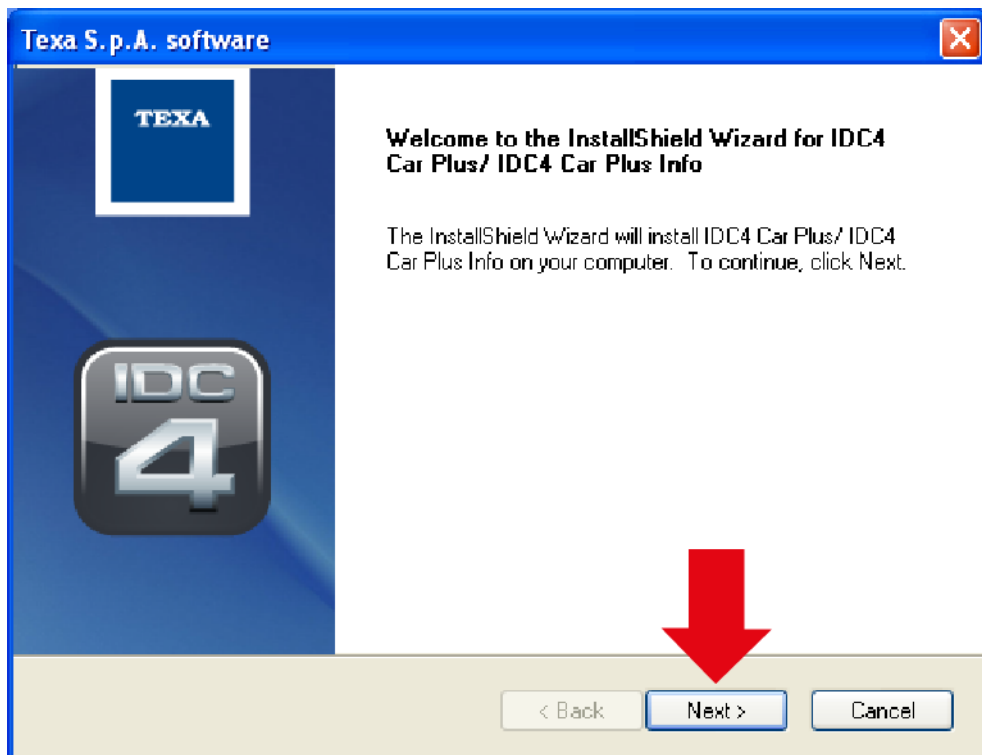 Texa S.p.A. software
TEXA
Welcome to the InstallShield Wizard for IDC4
Car Plus/ IDC4 Car Plus Info
The InstallShield Wizard will install IDC4 Car Plus/ IDC4
Car Plus Info on your computer.  To continue, click Next.
IDC
4
< Back
Next >
Cancel